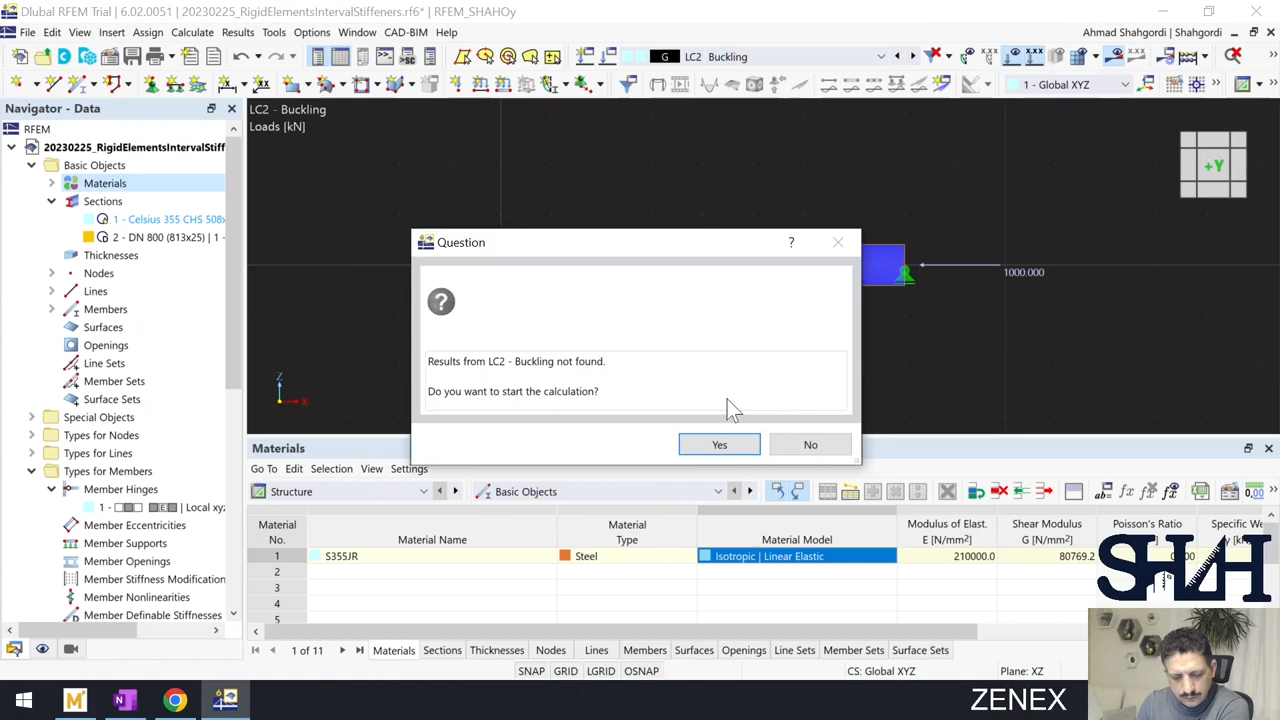 Dlubal RFEM Trial | 6.02.0051 | 20230225_RigidElementsIntervalStiffeners.rf6* | RFEM_SHAHOy
File Edit View Insert Assign Calculate Results Tools Options Window CAD-BIM Help
Ahmad Shahgordi | Shahgordi
G LC2 Buckling
1 - Global XYZ
Navigator - Data
RFEM
20230225_RigidElementsIntervalStiff
Basic Objects
Materials
Sections
1 - Celsius 355 CHS 508x
2 - DN 800 (813x25) | 1 -
Thicknesses
Nodes
Lines
Members
Surfaces
Openings
Line Sets
Member Sets
Surface Sets
Special Objects
Types for Nodes
Types for Lines
Types for Members
Member Hinges
1 - E | Local xyz
Member Eccentricities
Member Supports
Member Openings
Member Stiffness Modification
Member Nonlinearities
Member Definable Stiffnesses
LC2 - Buckling
Loads [kN]
+Y
1000.000
Z
X
Question
?
Results from LC2 - Buckling not found.
Do you want to start the calculation?
Yes No
Materials
Go To Edit Selection View Settings
Structure Basic Objects
Material No. Material Name Material Type Material Model Modulus of Elast. E [N/mm²] Shear Modulus G [N/mm²] Poisson's Ratio Specific We
1 S355JR Steel Isotropic | Linear Elastic 210000.0 80769.2
2
3
4
5
1 of 11
Materials Sections Thicknesses Nodes Lines Members Surfaces Openings Line Sets Member Sets Surface Sets
SNAP GRID LGRID OSNAP CS: Global XYZ Plane: XZ
ZENEX